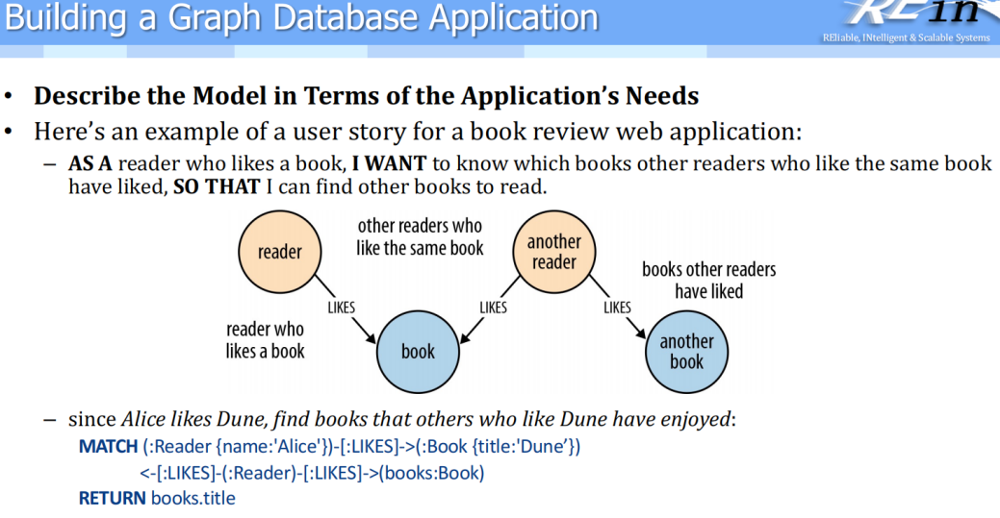 Building a Graph Database Application
REin
REliable, INtelligent & Scalable Systems
• Describe the Model in Terms of the Application's Needs
• Here's an example of a user story for a book review web application:
– AS A reader who likes a book, I WANT to know which books other readers who like the same book
have liked, SO THAT I can find other books to read.
reader
other readers who
like the same book
another
reader
books other readers
have liked
LIKES
LIKES
LIKES
reader who
likes a book
book
another
book
– since Alice likes Dune, find books that others who like Dune have enjoyed:
MATCH (:Reader {name:'Alice'})-[:LIKES]->(:Book {title:'Dune’})
<-[:LIKES]-(:Reader)-[:LIKES]->(books:Book)
RETURN books.title